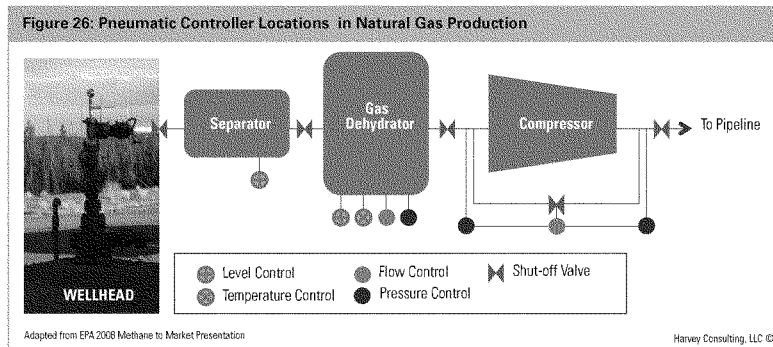 Figure 26: Pneumatic Controller Locations in Natural Gas Production
Separator
Gas
Dehydrator
Compressor
To Pipeline
WELLHEAD
Level Control
Flow Control
Shut-off Valve
Temperature Control
Pressure Control
Adapted from EPA 2008 Methane to Market Presentation
Harvey Consulting, LLC ©